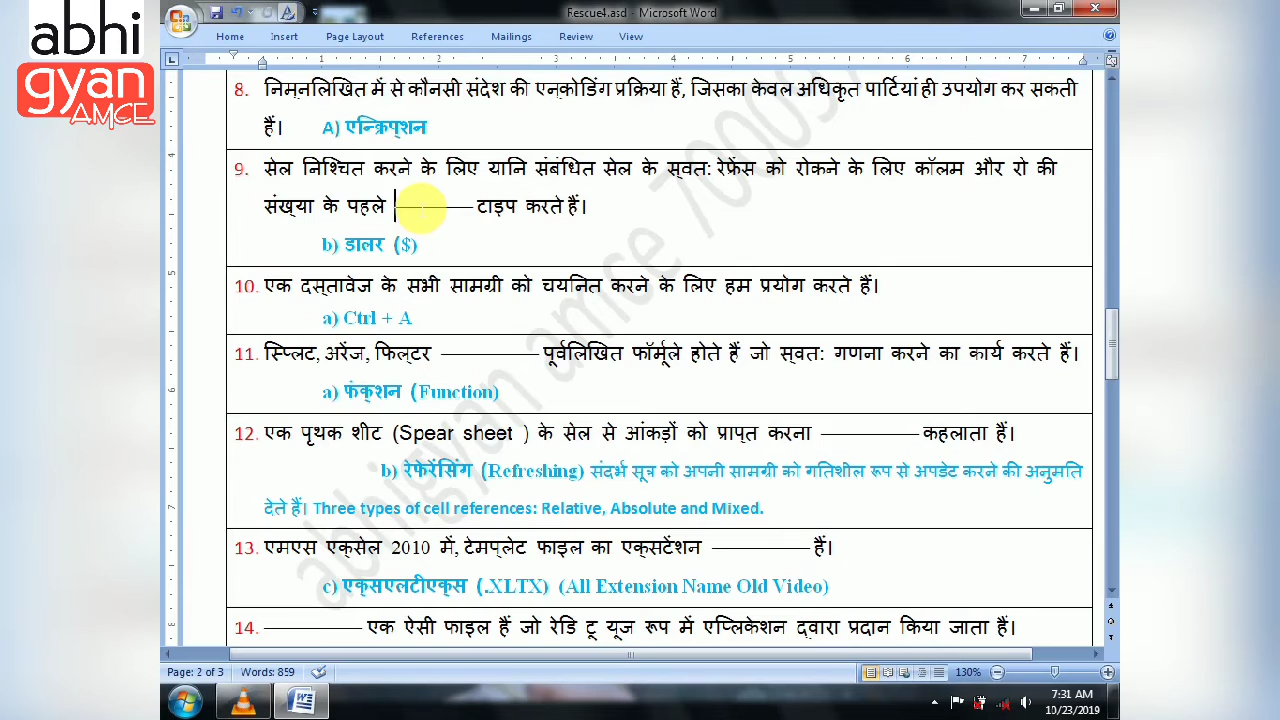 abhi
gyan
AMCE
Rescue4.asd - Microsoft Word
Home Insert Page Layout References Mailings Review View
8. निम्नलिखित में से कौनसो संदेश की एन्कोडिंग प्रक्रिया हैं, जिसका केवल अधिकृत पार्टियां ही उपयोग कर सकती
हैं। A) एन्क्रिप्शन
9. सेल निश्चित करने के लिए यानि संबंधित सेल के स्वत: रेफ्रेंस को रोकने के लिए कॉलम और रो की
संख्या के पहले ———— टाइप करते हैं।
b) डालर ($)
10. एक दस्तावेज के सभी सामग्री को चयनित करने के लिए हम प्रयोग करते हैं।
a) Ctrl + A
11. स्प्लिट, अरेंज, फिल्टर ————— पूर्वलिखित फॉर्मूले होते हैं जो स्वत: गणना करने का कार्य करते हैं।
a) फंक्शन (Function)
12. एक पृथक शीट (Spear sheet ) के सेल से आंकड़ों को प्राप्त करना ————— कहलाता हैं।
b) रेफेरेंसिंग (Refreshing) संदर्भ सूत्र को अपनी सामग्री को गतिशील रूप से अपडेट करने की अनुमति
देते हैं। Three types of cell references: Relative, Absolute and Mixed.
13. एमएस एक्सेल 2010 में, टेमप्लेट फाइल का एक्सटेंशन ————— हैं।
c) एक्सएलटीएक्स (.XLTX) (All Extension Name Old Video)
14. ————— एक ऐसी फाइल हैं जो रेडि टू यूज रूप में एप्लिकेशन द्वारा प्रदान किया जाता हैं।
abhigyan amce 70009
Page: 2 of 3 Words: 859 130%
7:31 AM
10/23/2019